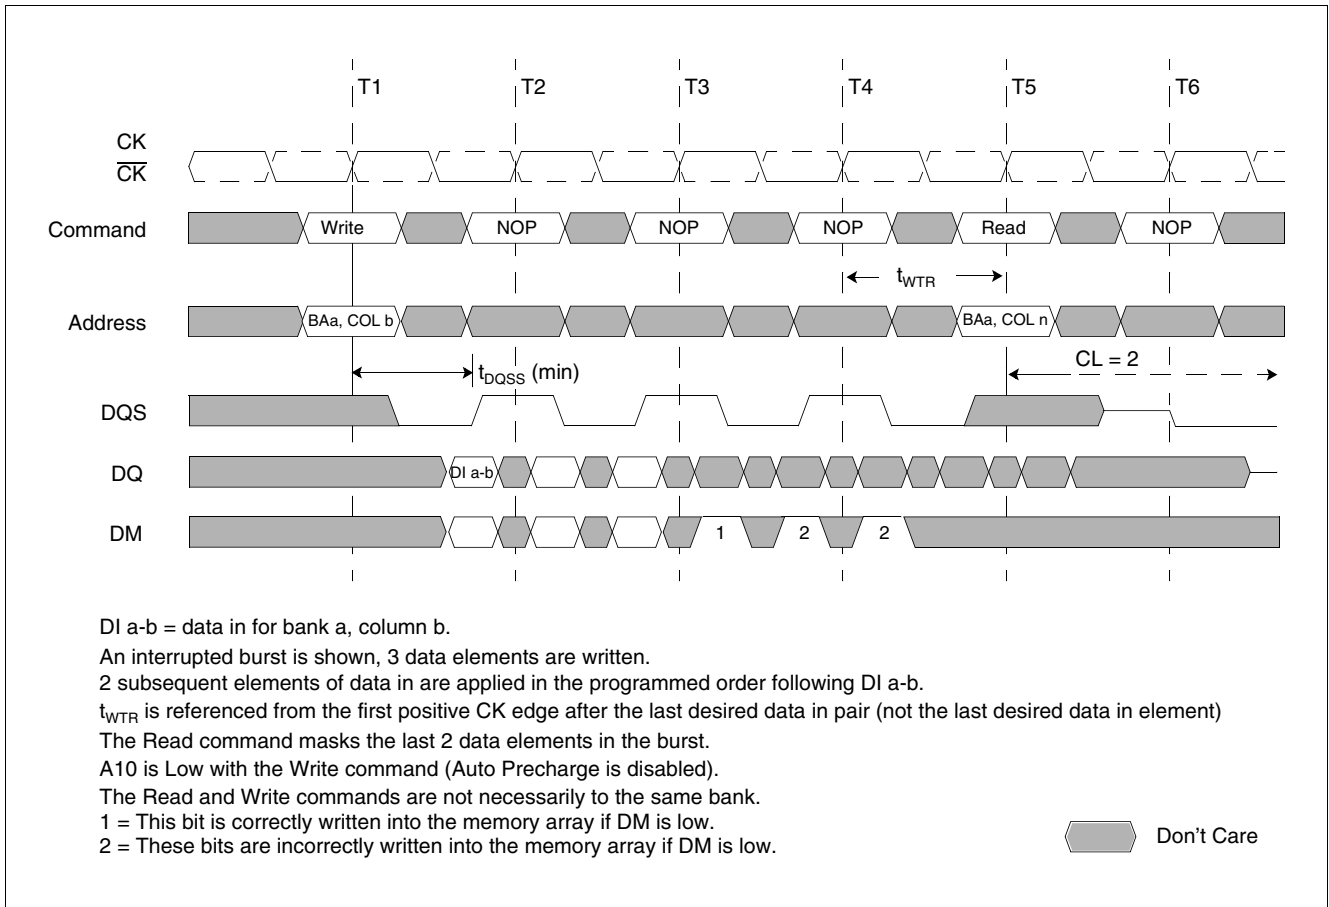 T1 T2 T3 T4 T5 T6
CK
CK
Command Write NOP NOP NOP Read NOP
tWTR
Address BAa, COL b BAa, COL n
CL = 2
tDQSS (min)
DQS
DQ DI a-b
DM 1 2 2
DI a-b = data in for bank a, column b.
An interrupted burst is shown, 3 data elements are written.
2 subsequent elements of data in are applied in the programmed order following DI a-b.
tWTR is referenced from the first positive CK edge after the last desired data in pair (not the last desired data in element)
The Read command masks the last 2 data elements in the burst.
A10 is Low with the Write command (Auto Precharge is disabled).
The Read and Write commands are not necessarily to the same bank.
1 = This bit is correctly written into the memory array if DM is low.
2 = These bits are incorrectly written into the memory array if DM is low.
Don't Care